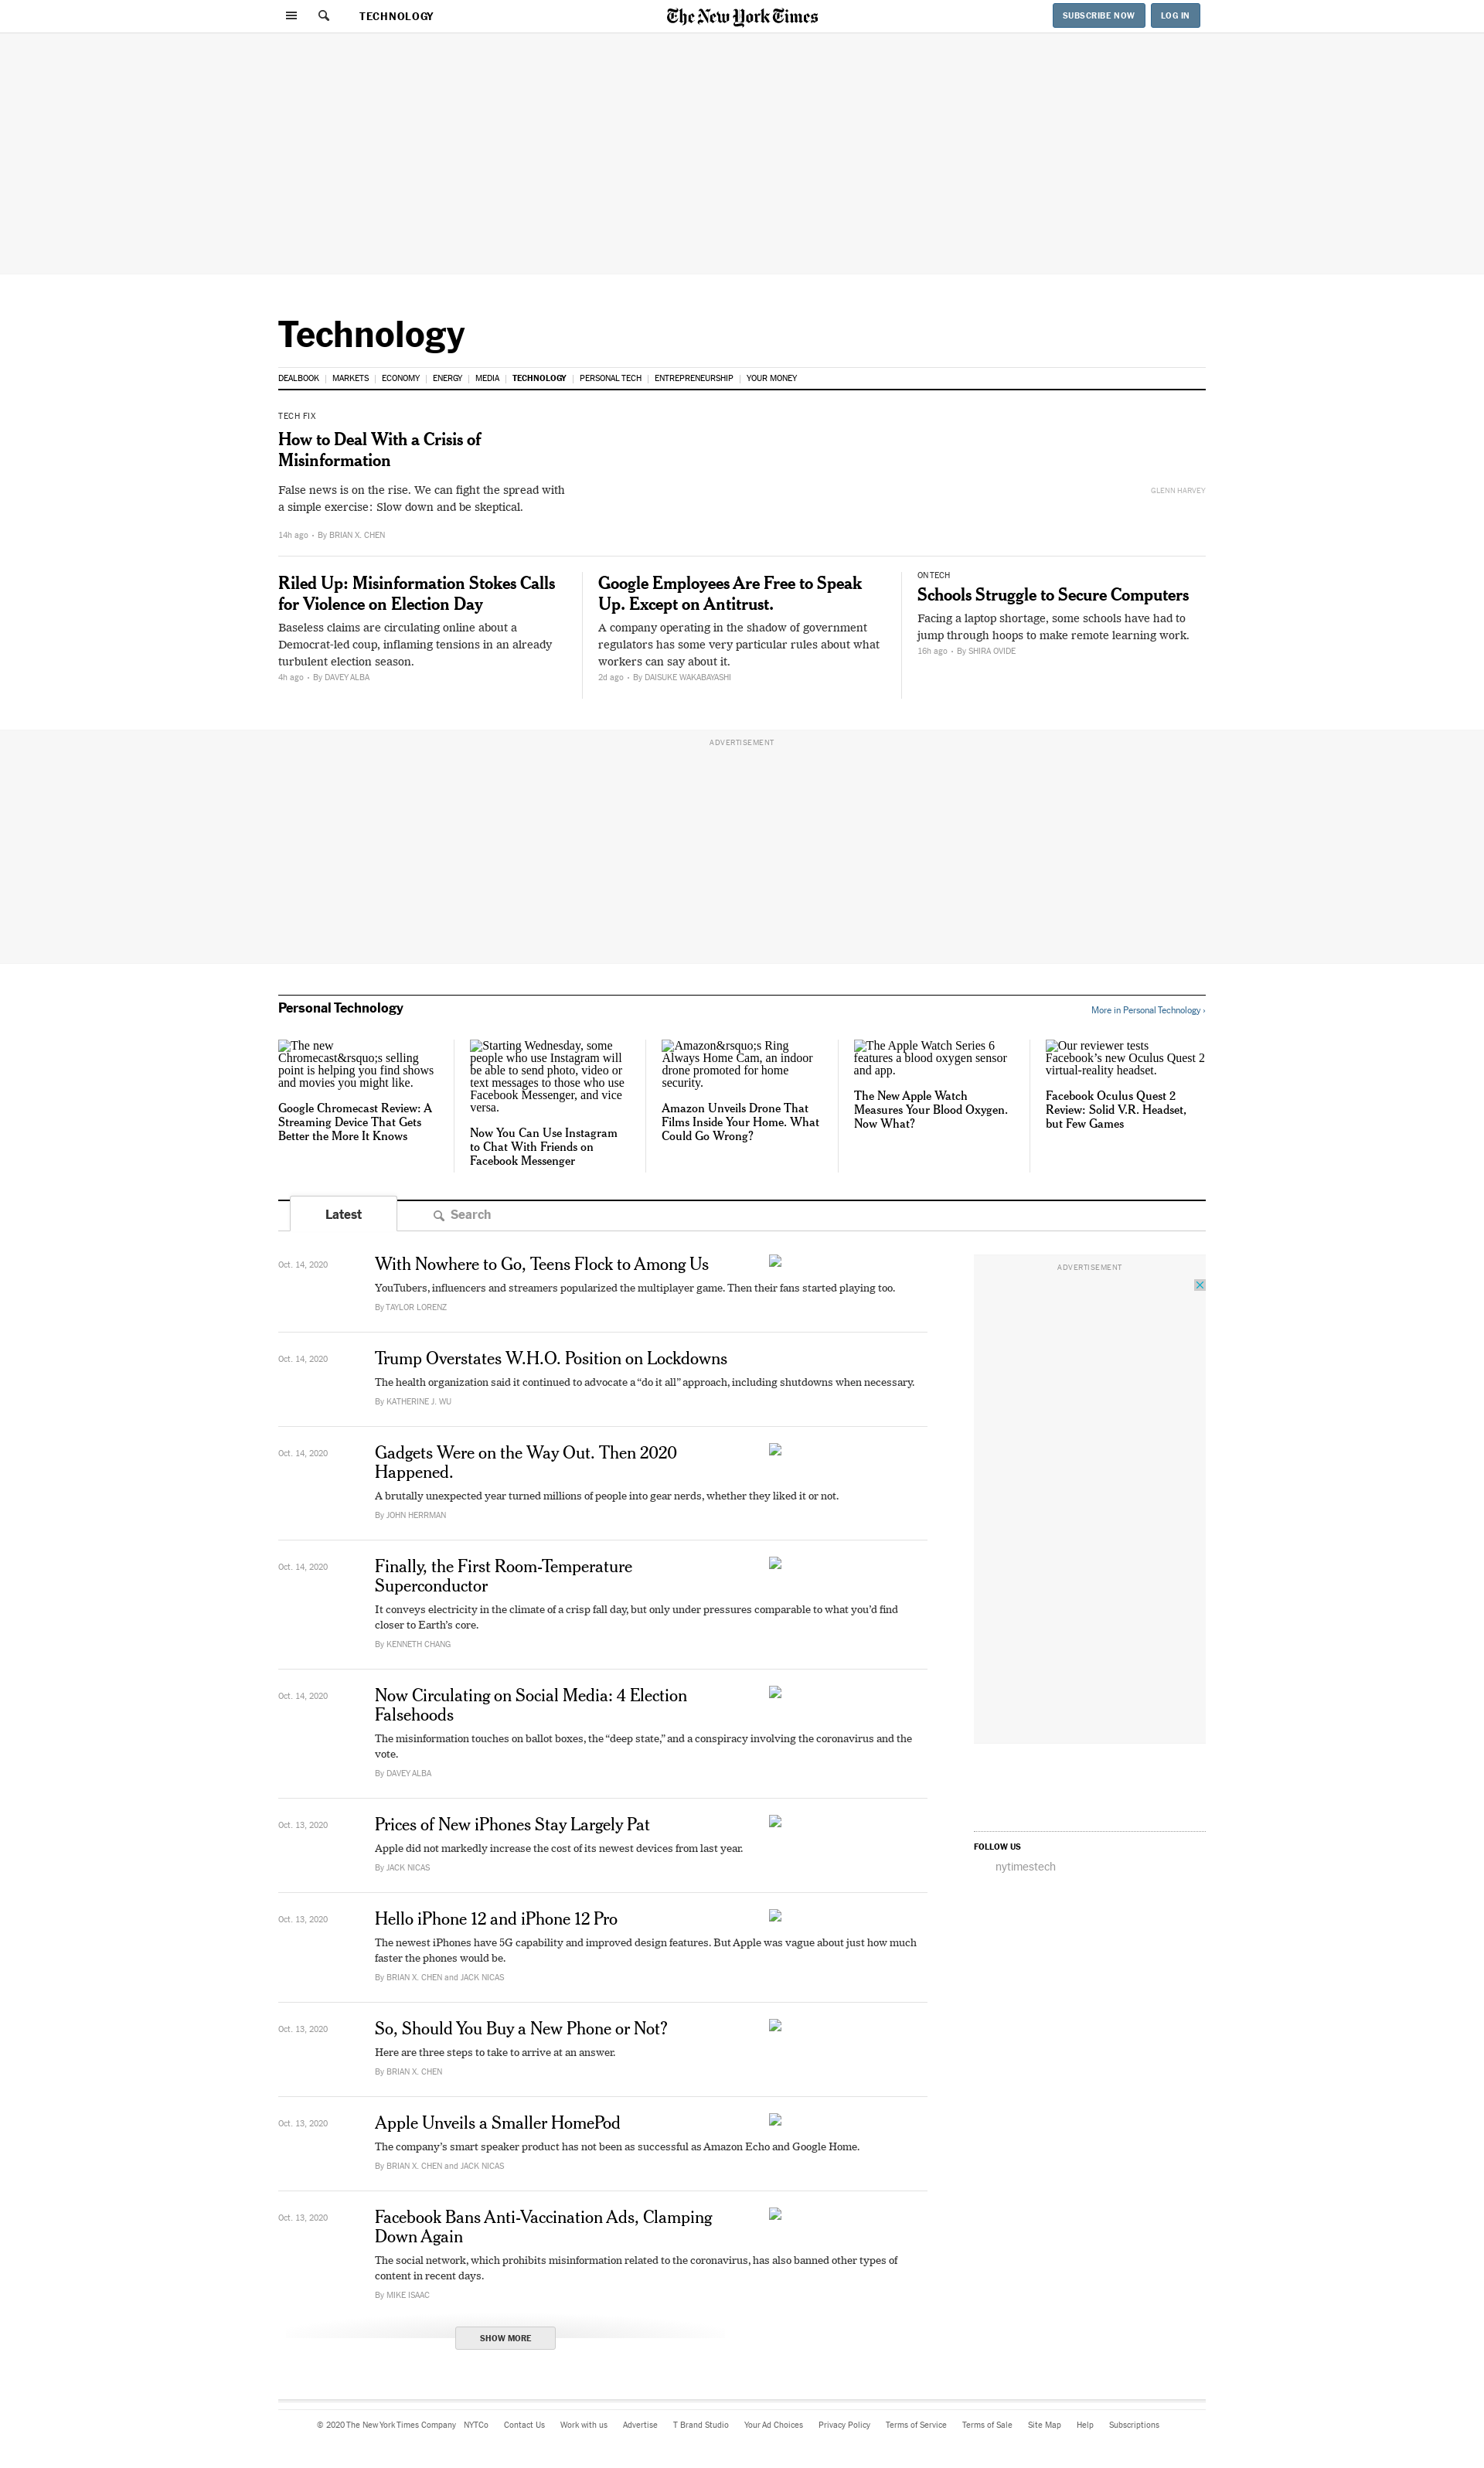 TECHNOLOGY
The New York Times
SUBSCRIBE NOW
LOG IN
Technology
DEALBOOK | MARKETS | ECONOMY | ENERGY | MEDIA | TECHNOLOGY | PERSONAL TECH | ENTREPRENEURSHIP | YOUR MONEY
TECH FIX
How to Deal With a Crisis of
Misinformation
False news is on the rise. We can fight the spread with
a simple exercise: Slow down and be skeptical.
14h ago • By BRIAN X. CHEN
GLENN HARVEY
Riled Up: Misinformation Stokes Calls
for Violence on Election Day
Baseless claims are circulating online about a
Democrat-led coup, inflaming tensions in an already
turbulent election season.
4h ago • By DAVEY ALBA
Google Employees Are Free to Speak
Up. Except on Antitrust.
A company operating in the shadow of government
regulators has some very particular rules about what
workers can say about it.
2d ago • By DAISUKE WAKABAYASHI
ON TECH
Schools Struggle to Secure Computers
Facing a laptop shortage, some schools have had to
jump through hoops to make remote learning work.
16h ago • By SHIRA OVIDE
ADVERTISEMENT
Personal Technology
More in Personal Technology ›
The new
Chromecast&rsquo;s selling
point is helping you find shows
and movies you might like.
Google Chromecast Review: A
Streaming Device That Gets
Better the More It Knows
Starting Wednesday, some
people who use Instagram will
be able to send photo, video or
text messages to those who use
Facebook Messenger, and vice
versa.
Now You Can Use Instagram
to Chat With Friends on
Facebook Messenger
Amazon&rsquo;s Ring
Always Home Cam, an indoor
drone promoted for home
security.
Amazon Unveils Drone That
Films Inside Your Home. What
Could Go Wrong?
The Apple Watch Series 6
features a blood oxygen sensor
and app.
The New Apple Watch
Measures Your Blood Oxygen.
Now What?
Our reviewer tests
Facebook’s new Oculus Quest 2
virtual-reality headset.
Facebook Oculus Quest 2
Review: Solid V.R. Headset,
but Few Games
Latest
Search
Oct. 14, 2020
With Nowhere to Go, Teens Flock to Among Us
YouTubers, influencers and streamers popularized the multiplayer game. Then their fans started playing too.
By TAYLOR LORENZ
Oct. 14, 2020
Trump Overstates W.H.O. Position on Lockdowns
The health organization said it continued to advocate a “do it all” approach, including shutdowns when necessary.
By KATHERINE J. WU
Oct. 14, 2020
Gadgets Were on the Way Out. Then 2020
Happened.
A brutally unexpected year turned millions of people into gear nerds, whether they liked it or not.
By JOHN HERRMAN
Oct. 14, 2020
Finally, the First Room-Temperature
Superconductor
It conveys electricity in the climate of a crisp fall day, but only under pressures comparable to what you’d find
closer to Earth’s core.
By KENNETH CHANG
Oct. 14, 2020
Now Circulating on Social Media: 4 Election
Falsehoods
The misinformation touches on ballot boxes, the “deep state,” and a conspiracy involving the coronavirus and the
vote.
By DAVEY ALBA
Oct. 13, 2020
Prices of New iPhones Stay Largely Pat
Apple did not markedly increase the cost of its newest devices from last year.
By JACK NICAS
Oct. 13, 2020
Hello iPhone 12 and iPhone 12 Pro
The newest iPhones have 5G capability and improved design features. But Apple was vague about just how much
faster the phones would be.
By BRIAN X. CHEN and JACK NICAS
Oct. 13, 2020
So, Should You Buy a New Phone or Not?
Here are three steps to take to arrive at an answer.
By BRIAN X. CHEN
Oct. 13, 2020
Apple Unveils a Smaller HomePod
The company’s smart speaker product has not been as successful as Amazon Echo and Google Home.
By BRIAN X. CHEN and JACK NICAS
Oct. 13, 2020
Facebook Bans Anti-Vaccination Ads, Clamping
Down Again
The social network, which prohibits misinformation related to the coronavirus, has also banned other types of
content in recent days.
By MIKE ISAAC
SHOW MORE
ADVERTISEMENT
FOLLOW US
nytimestech
© 2020 The New York Times Company NYTCo Contact Us Work with us Advertise T Brand Studio Your Ad Choices Privacy Policy Terms of Service Terms of Sale Site Map Help Subscriptions